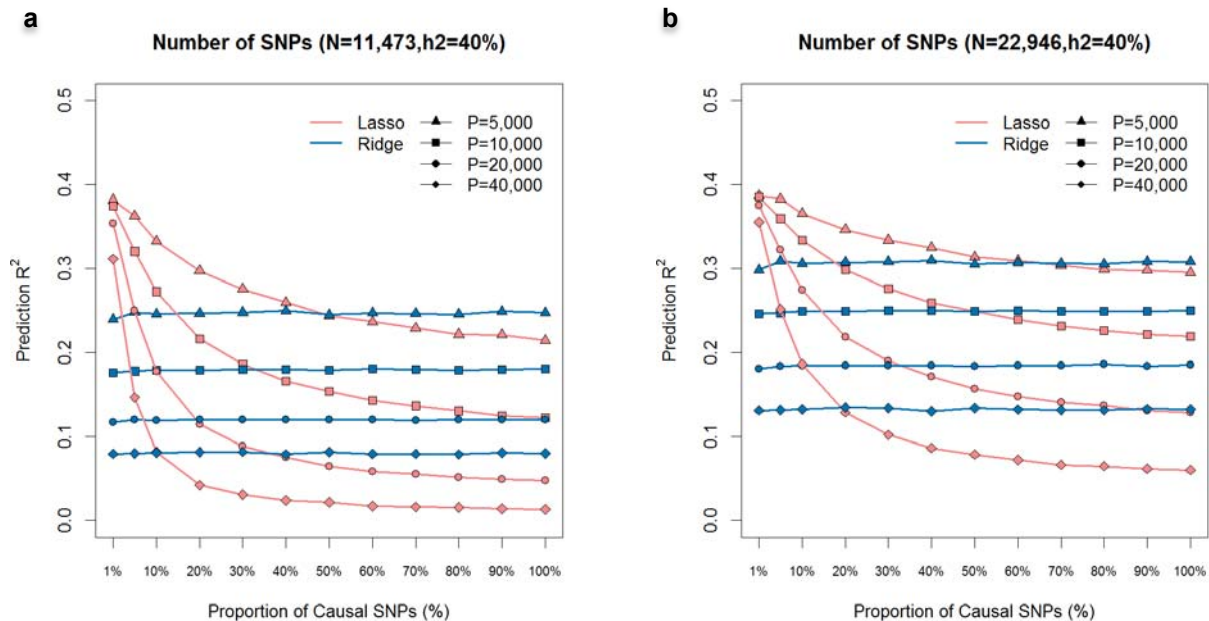 a
Number of SNPs (N=11,473,h2=40%)
Lasso
Ridge
P=5,000
P=10,000
P=20,000
P=40,000
0.5
0.4
0.3
0.2
0.1
0.0
Prediction R²
1% 10% 20% 30% 40% 50% 60% 70% 80% 90% 100%
Proportion of Causal SNPs (%)
b
Number of SNPs (N=22,946,h2=40%)
Lasso
Ridge
P=5,000
P=10,000
P=20,000
P=40,000
0.5
0.4
0.3
0.2
0.1
0.0
Prediction R²
1% 10% 20% 30% 40% 50% 60% 70% 80% 90% 100%
Proportion of Causal SNPs (%)